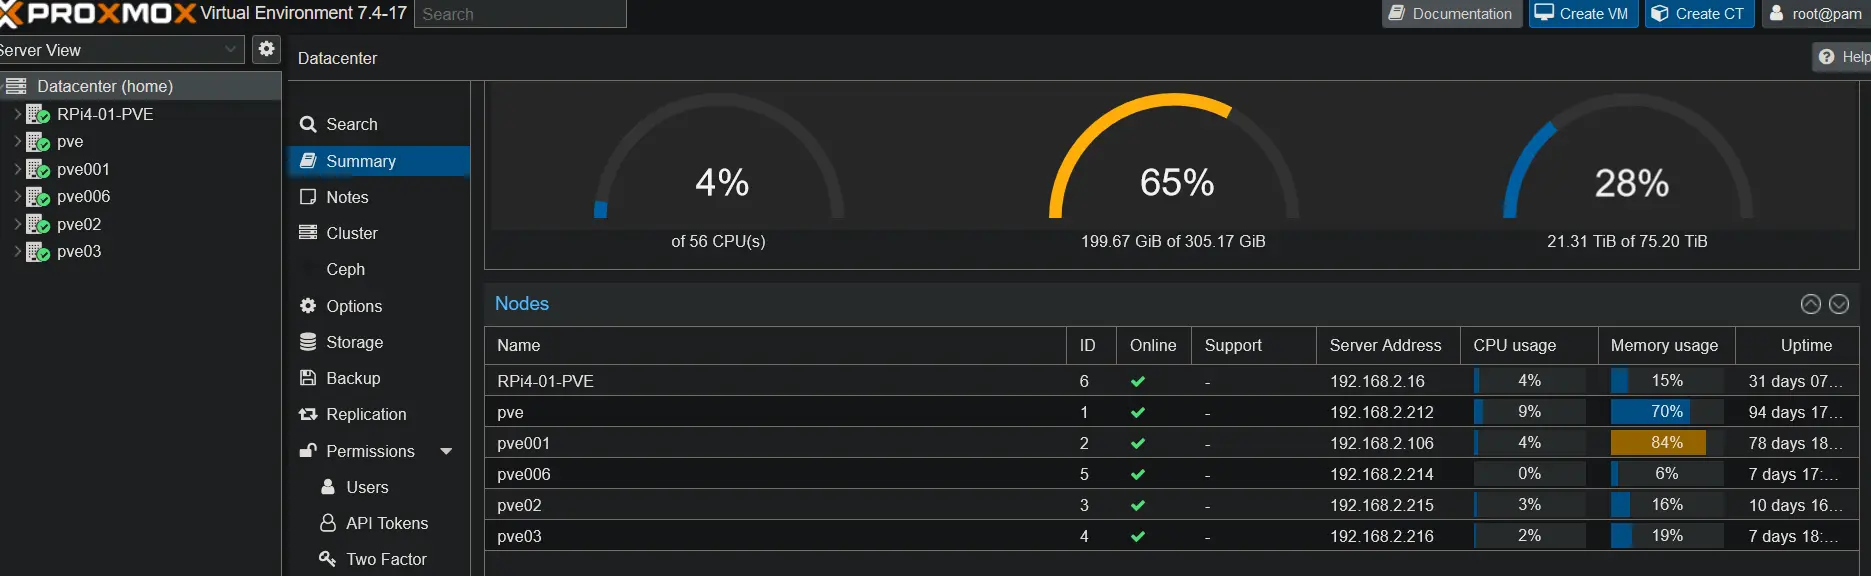 PROXMOX Virtual Environment 7.4-17 Search Documentation Create VM Create CT root@pam
Server View
Datacenter Help
Datacenter (home)
RPi4-01-PVE
pve
pve001
pve006
pve02
pve03
Search
Summary
Notes
Cluster
Ceph
Options
Storage
Backup
Replication
Permissions
Users
API Tokens
Two Factor
4% 65% 28%
of 56 CPU(s) 199.67 GiB of 305.17 GiB 21.31 TiB of 75.20 TiB
Nodes
Name ID Online Support Server Address CPU usage Memory usage Uptime
RPi4-01-PVE 6 - 192.168.2.16 4% 15% 31 days 07...
pve 1 - 192.168.2.212 9% 70% 94 days 17...
pve001 2 - 192.168.2.106 4% 84% 78 days 18...
pve006 5 - 192.168.2.214 0% 6% 7 days 17:...
pve02 3 - 192.168.2.215 3% 16% 10 days 16...
pve03 4 - 192.168.2.216 2% 19% 7 days 18:...